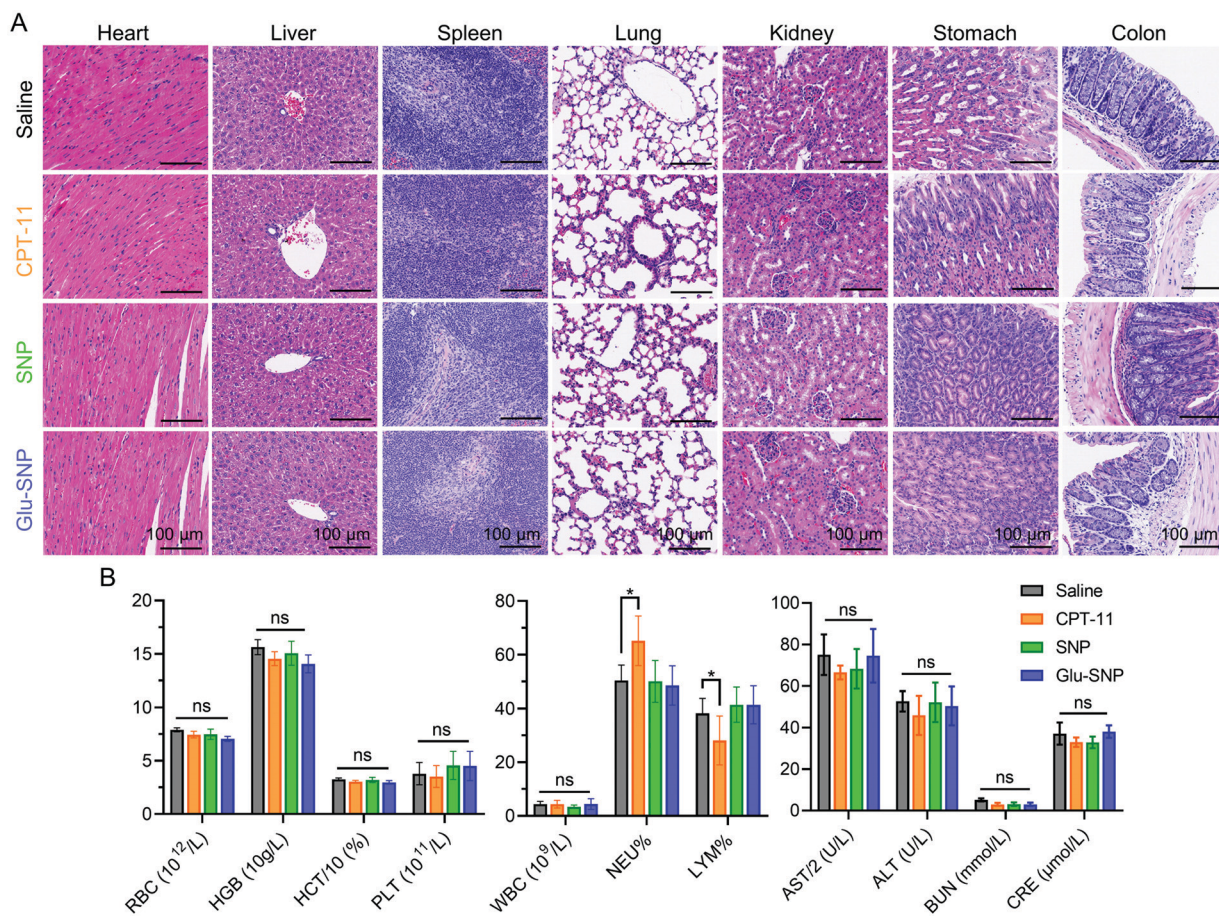 A
Heart Liver Spleen Lung Kidney Stomach Colon
Saline
CPT-11
SNP
Glu-SNP
100 µm 100 µm 100 µm 100 µm 100 µm 100 µm 100 µm
B
20
15
10
5
0
ns ns ns ns
RBC (10¹²/L) HGB (10g/L) HCT/10 (%) PLT (10¹¹/L)
80
60
40
20
0
ns * *
WBC (10⁹/L) NEU% LYM%
100
80
60
40
20
0
ns ns ns ns
AST/2 (U/L) ALT (U/L) BUN (mmol/L) CRE (µmol/L)
Saline
CPT-11
SNP
Glu-SNP